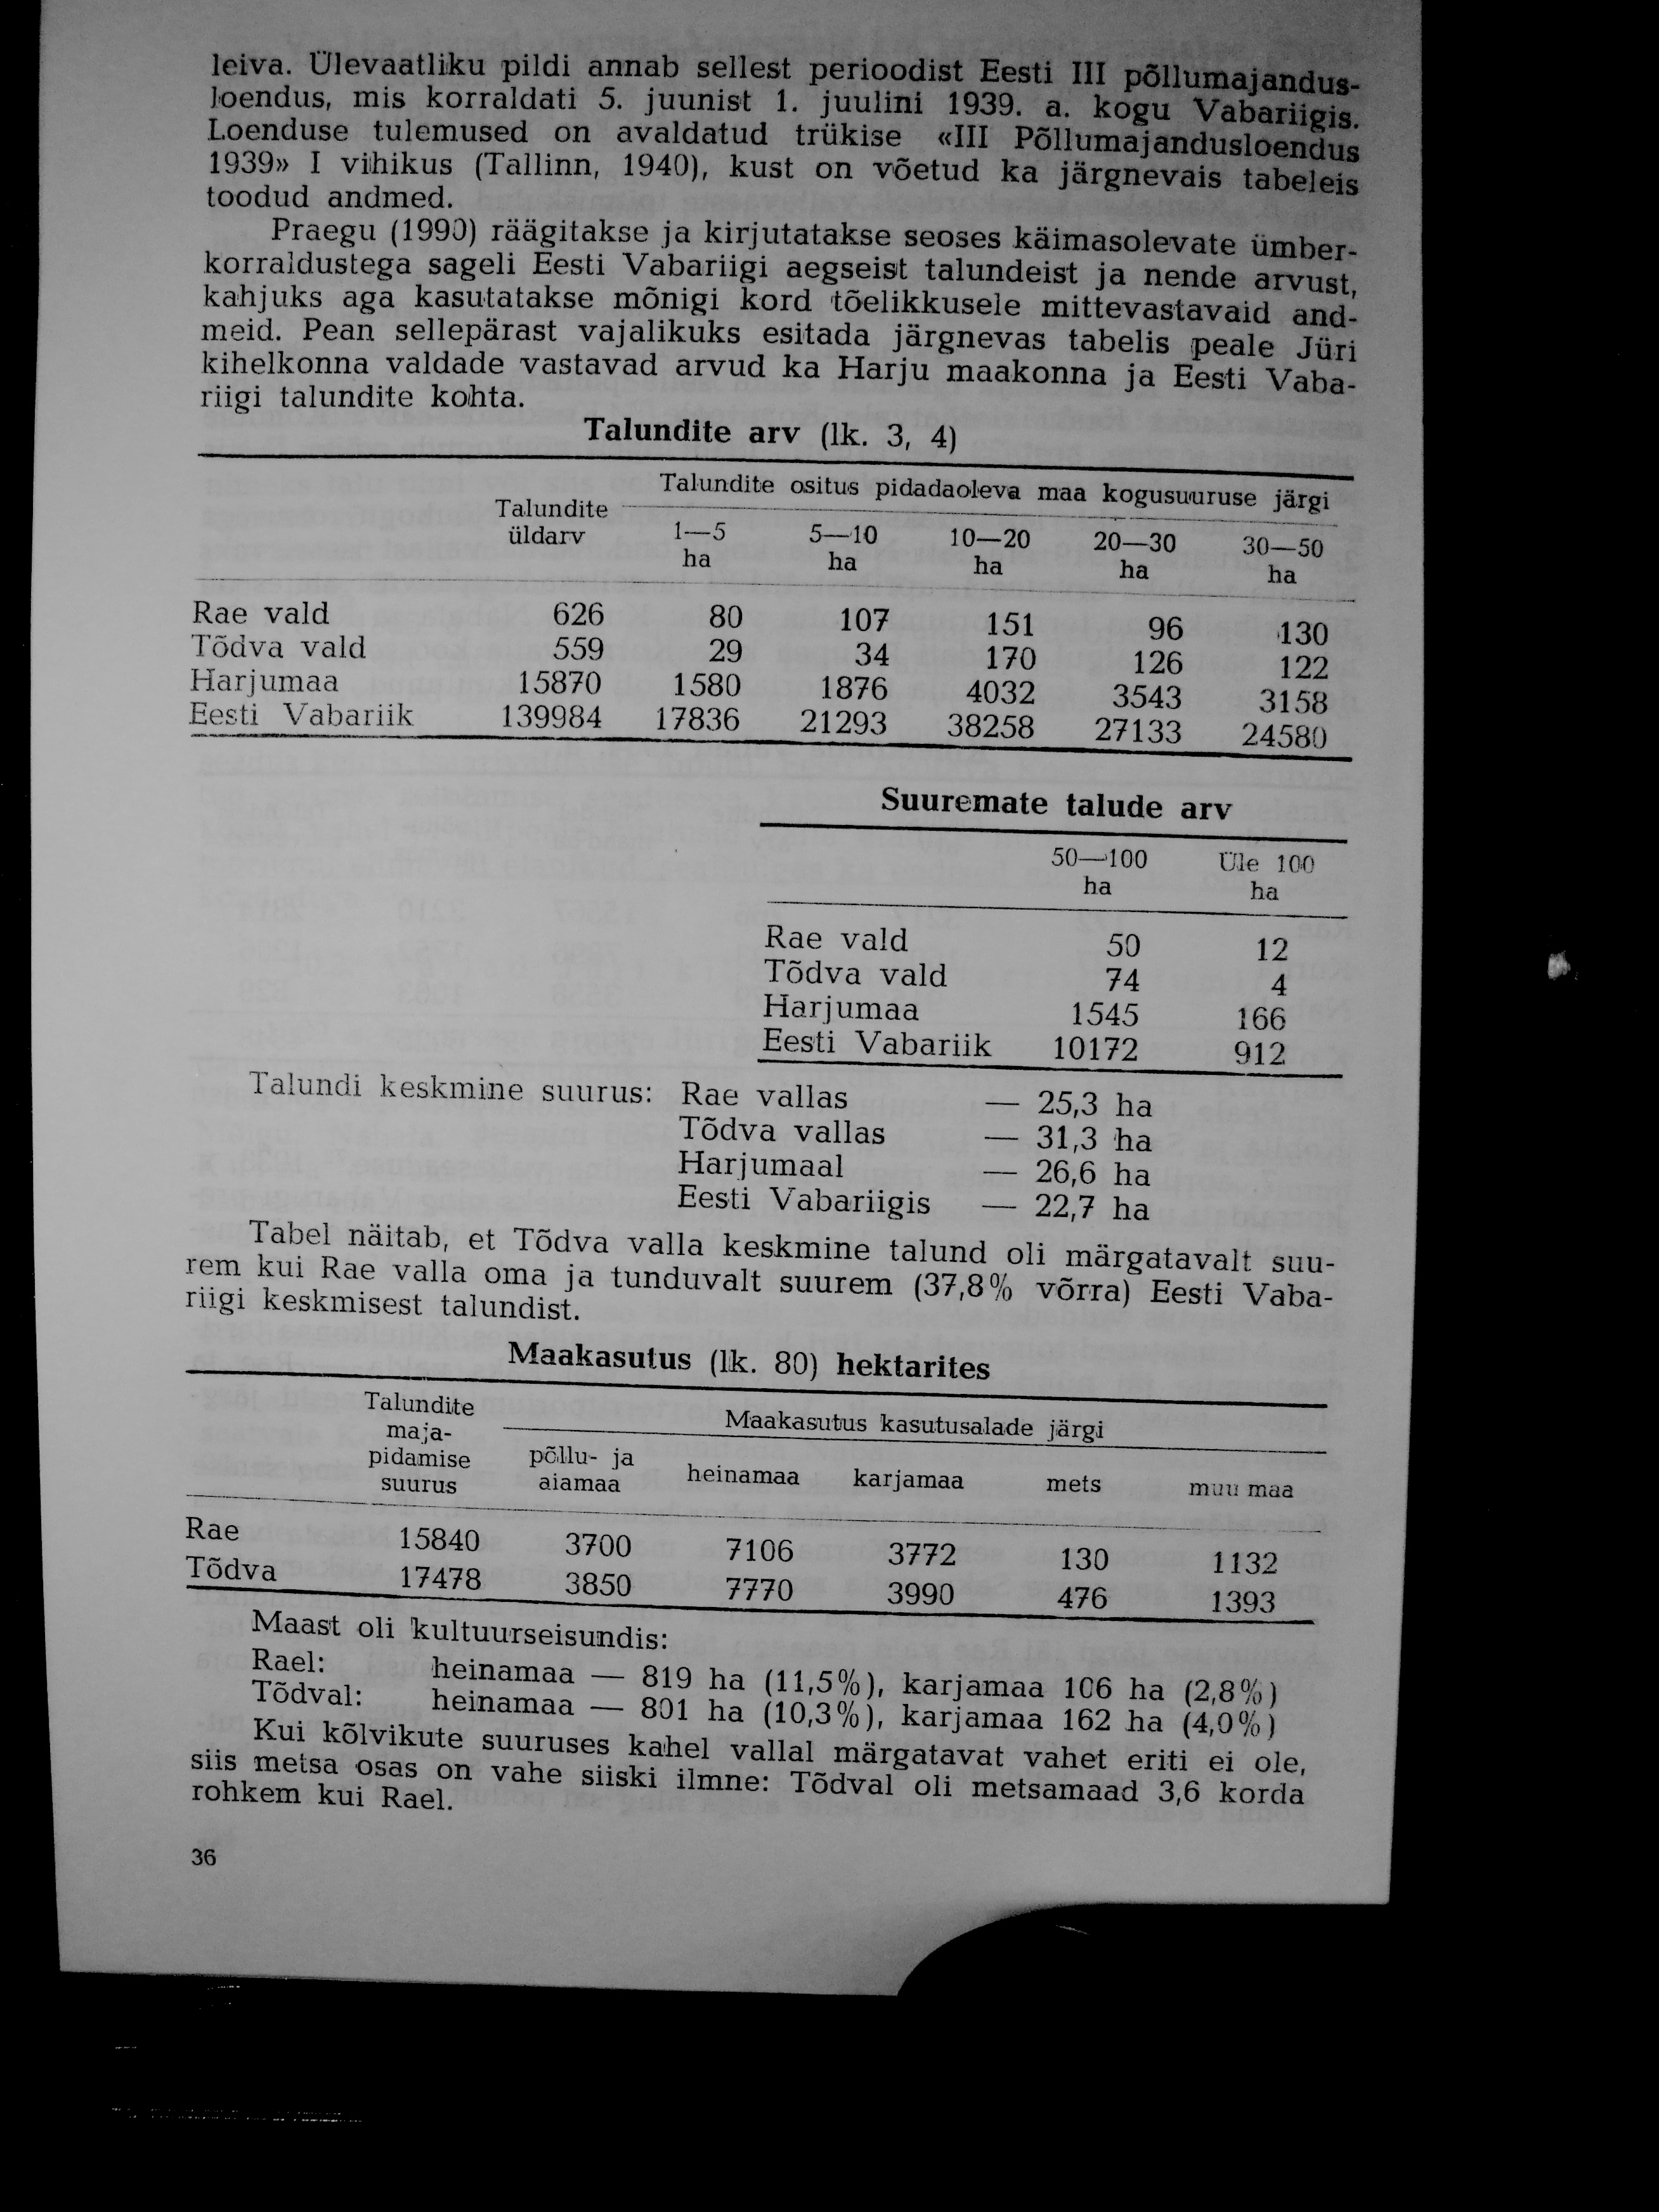 leiva. Ülevaatliku pildi annab sellest perioodist Eesti III põllumajandus-
loendus, mis korraldati 5. juunist 1. juulini 1939. a. kogu Vabariigis.
Loenduse tulemused on avaldatud trükise «III Põllumajandusloendus
1939» I vihikus (Tallinn, 1940), kust on võetud ka järgnevais tabeleis
toodud andmed.
Praegu (1990) räägitakse ja kirjutatakse seoses käimasolevate ümber-
korraldustega sageli Eesti Vabariigi aegseist talundeist ja nende arvust,
kahjuks aga kasutatakse mõnigi kord tõelikkusele mittevastavaid and-
meid. Pean sellepärast vajalikuks esitada järgnevas tabelis peale Jüri
kihelkonna valdade vastavad arvud ka Harju maakonna ja Eesti Vaba-
riigi talundite kohta.
Talundite arv (lk. 3, 4)
Talundite ositus pidadaoleva maa kogusuuruse järgi
Talundite üldarv 1—5 ha 5—10 ha 10—20 ha 20—30 ha 30—50 ha
Rae vald 626 80 107 151 96 130
Tõdva vald 559 29 34 170 126 122
Harjumaa 15870 1580 1876 4032 3543 3158
Eesti Vabariik 139984 17836 21293 38258 27133 24580
Suuremate talude arv
50—100 ha Üle 100 ha
Rae vald 50 12
Tõdva vald 74 4
Harjumaa 1545 166
Eesti Vabariik 10172 912
Talundi keskmine suurus: Rae vallas — 25,3 ha
Tõdva vallas — 31,3 ha
Harjumaal — 26,6 ha
Eesti Vabariigis — 22,7 ha
Tabel näitab, et Tõdva valla keskmine talund oli märgatavalt suu-
rem kui Rae valla oma ja tunduvalt suurem (37,8% võrra) Eesti Vaba-
riigi keskmisest talundist.
Maakasutus (lk. 80) hektarites
Talundite maja-
pidamise suurus
Maakasutus kasutusalade järgi
põllu- ja aiamaa heinamaa karjamaa mets muu maa
Rae 15840 3700 7106 3772 130 1132
Tõdva 17478 3850 7770 3990 476 1393
Maast oli kultuurseisundis:
Rael: heinamaa — 819 ha (11,5%), karjamaa 106 ha (2,8%)
Tõdval: heinamaa — 801 ha (10,3%), karjamaa 162 ha (4,0%)
Kui kõlvikute suuruses kahel vallal märgatavat vahet eriti ei ole,
siis metsa osas on vahe siiski ilmne: Tõdval oli metsamaad 3,6 korda
rohkem kui Rael.
36